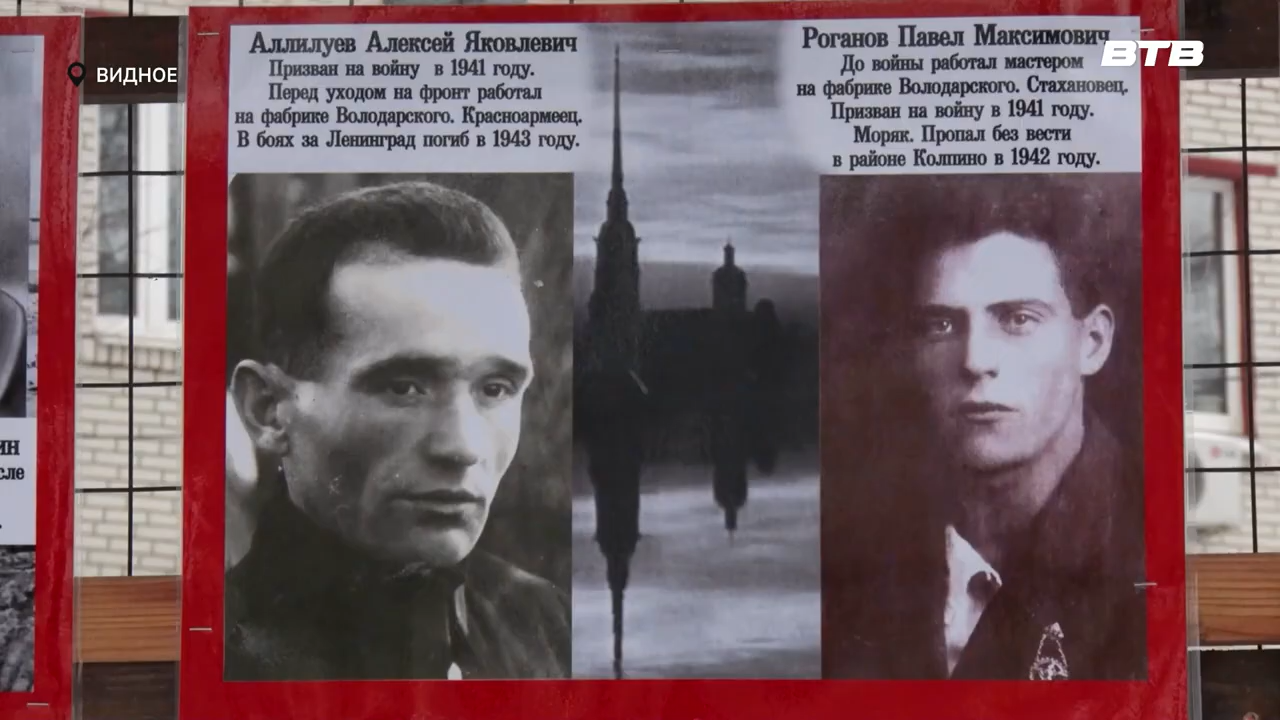 ВИДНОЕ
ВТВ
Аллилуев Алексей Яковлевич
Призван на войну в 1941 году.
Перед уходом на фронт работал
на фабрике Володарского. Красноармеец.
В боях за Ленинград погиб в 1943 году.
Роганов Павел Максимович
До войны работал мастером
на фабрике Володарского. Стахановец.
Призван на войну в 1941 году.
Моряк. Пропал без вести
в районе Колпино в 1942 году.